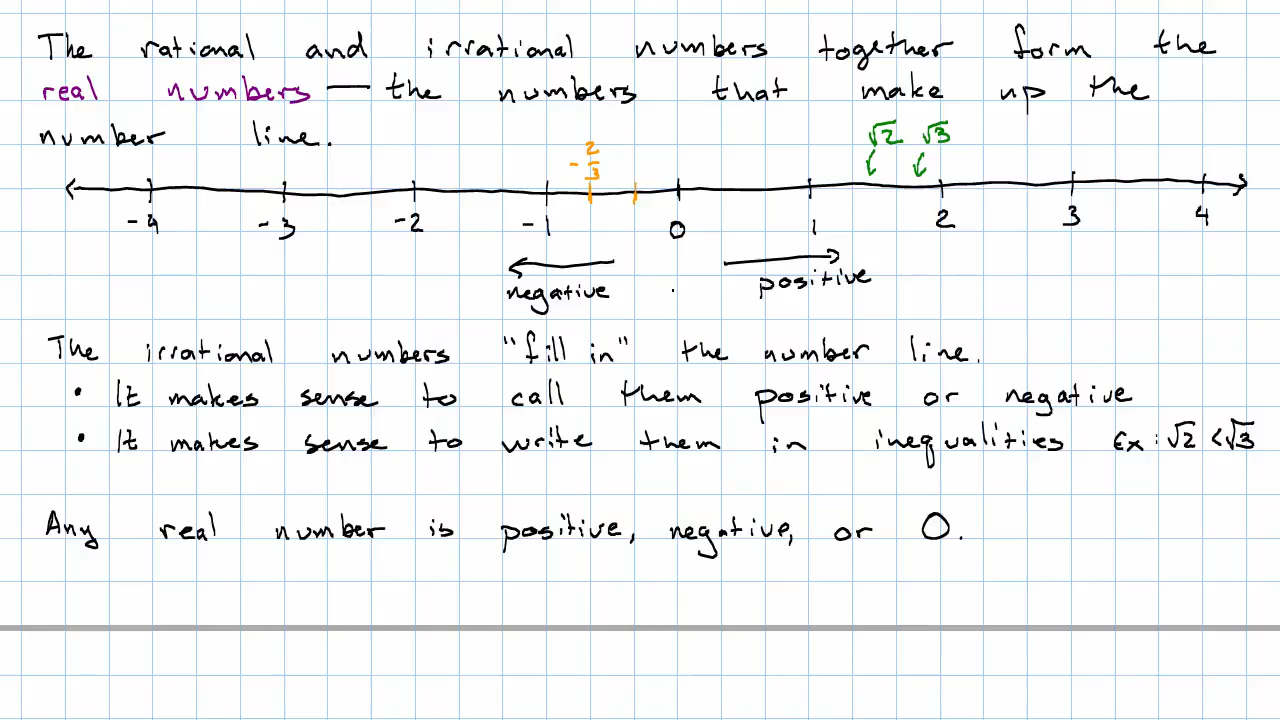 The rational and irrational numbers together form the
real numbers — the numbers that make up the
number line.
√2 √3
- 2/3
-4 -3 -2 -1 0 1 2 3 4
negative positive
The irrational numbers "fill in" the number line.
• It makes sense to call them positive or negative
• It makes sense to write them in inequalities Ex: √2 < √3
Any real number is positive, negative, or 0.